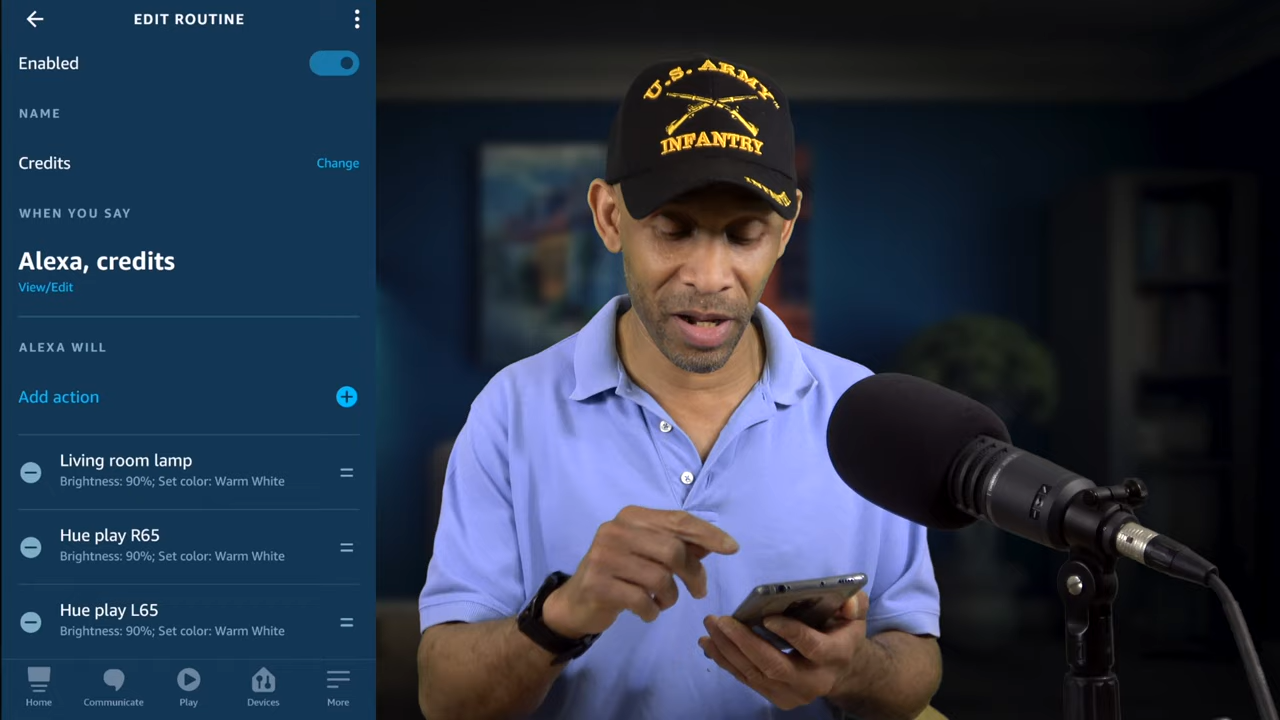 EDIT ROUTINE
Enabled
NAME
Credits
Change
WHEN YOU SAY
Alexa, credits
View/Edit
ALEXA WILL
Add action
Living room lamp
Brightness: 90%; Set color: Warm White
Hue play R65
Brightness: 90%; Set color: Warm White
Hue play L65
Brightness: 90%; Set color: Warm White
Home
Communicate
Play
Devices
More
U.S. ARMY
INFANTRY